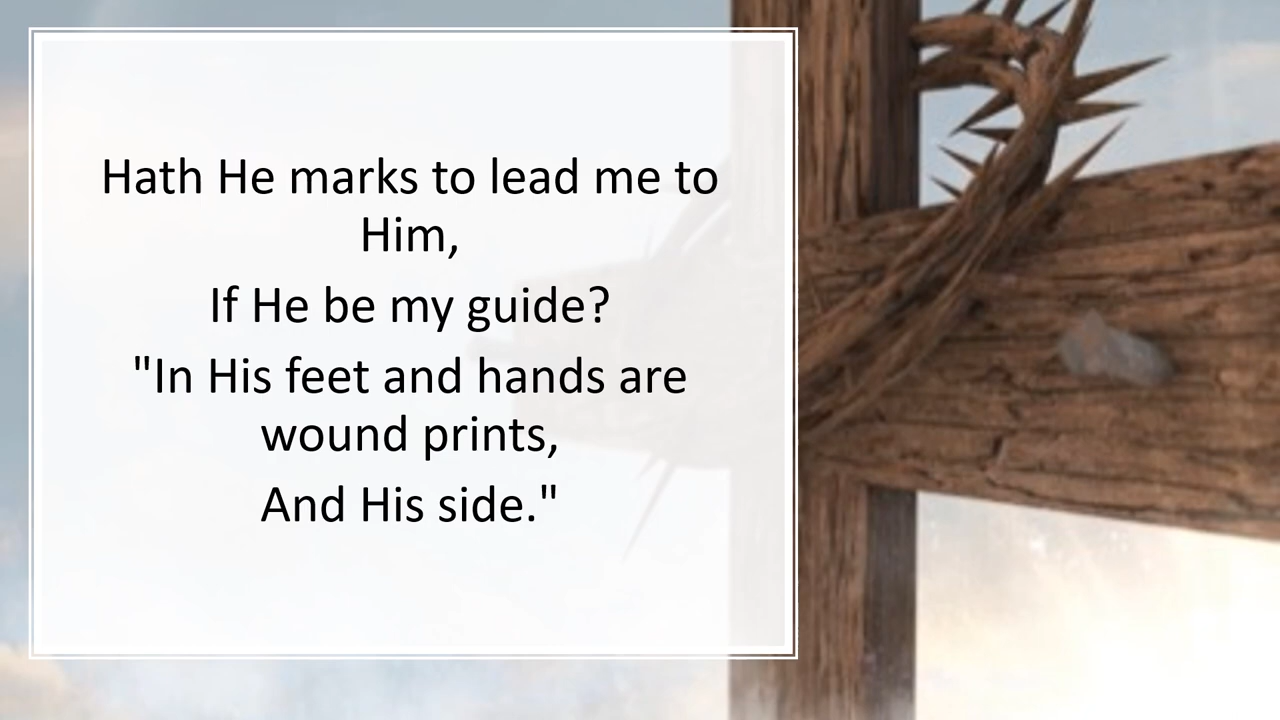 Hath He marks to lead me to
Him,
If He be my guide?
"In His feet and hands are
wound prints,
And His side."